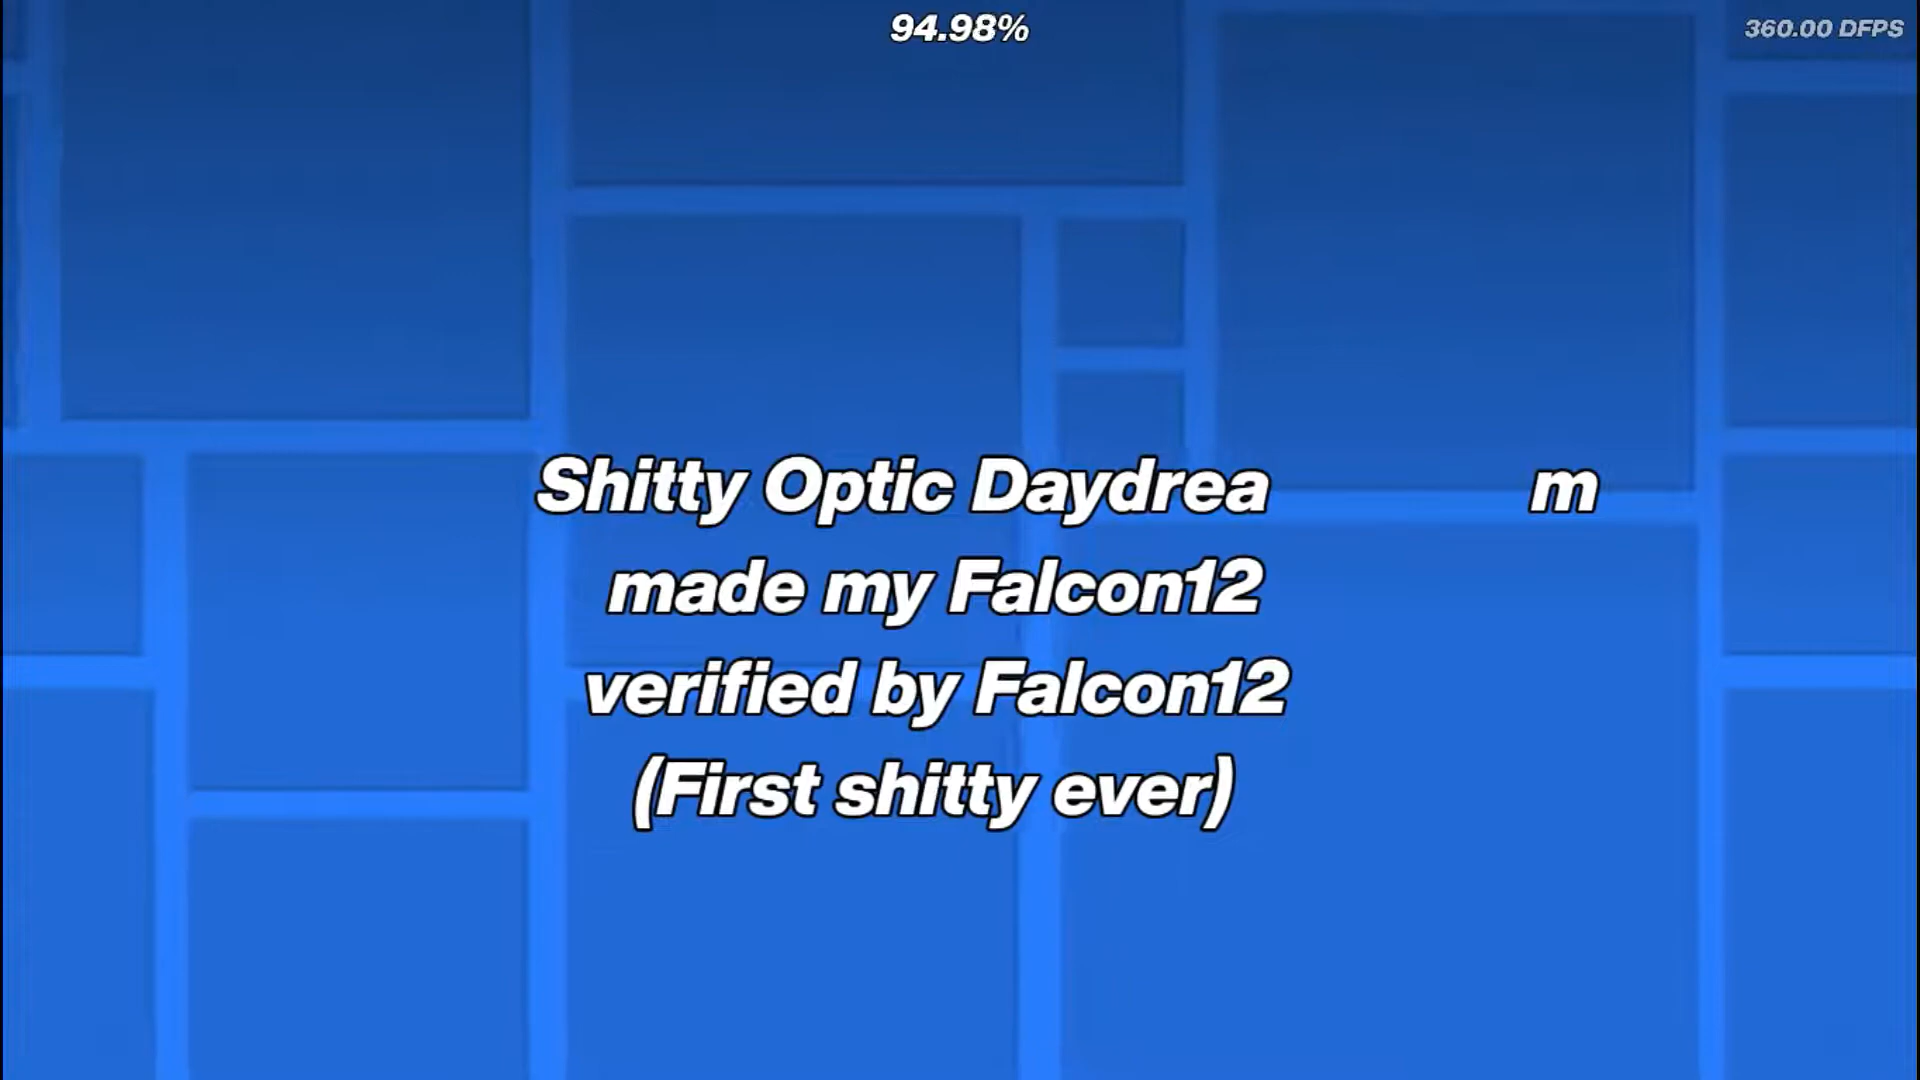 94.98%
360.00 DFPS
Shitty Optic Daydrea m
made my Falcon12
verified by Falcon12
(First shitty ever)